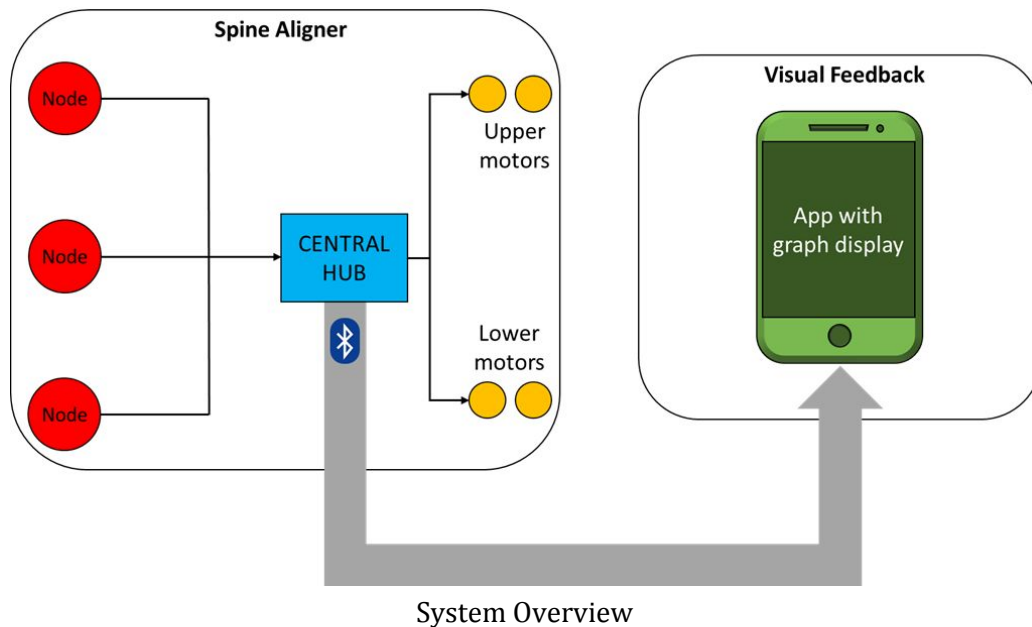 Spine Aligner
Node
Node
Node
CENTRAL
HUB
Upper
motors
Lower
motors
Visual Feedback
App with
graph display
System Overview